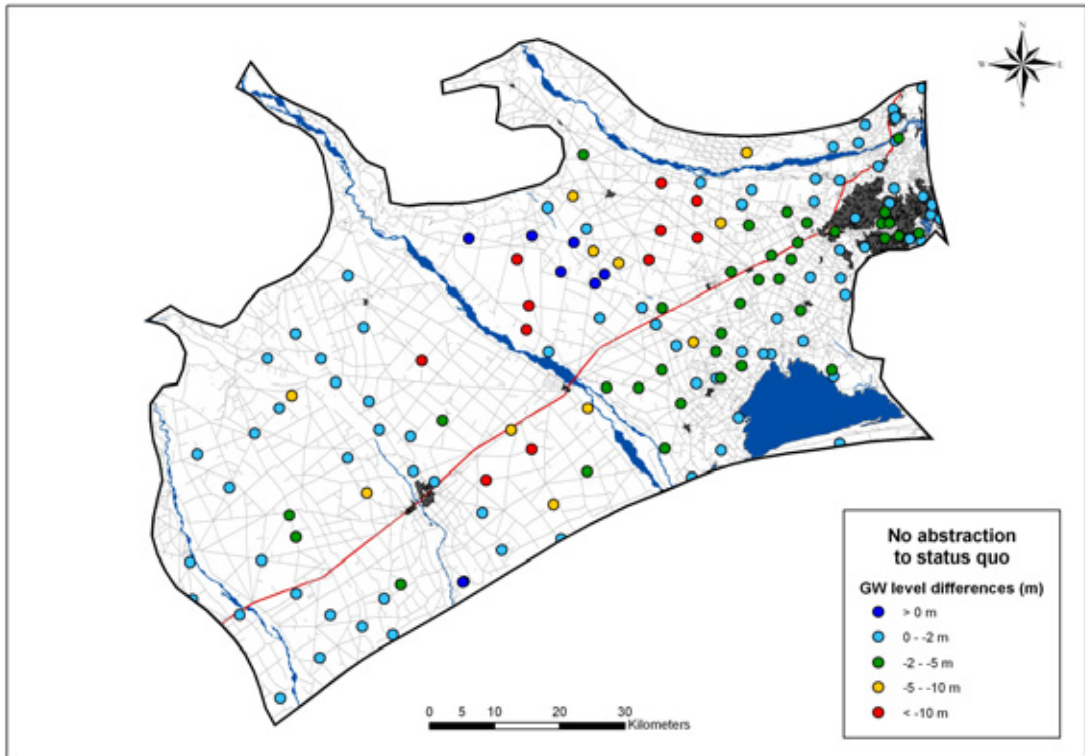 N
W
E
S
No abstraction
to status quo
GW level differences (m)
> 0 m
0 - -2 m
-2 - -5 m
-5 - -10 m
< -10 m
0 5 10 20 30
Kilometers